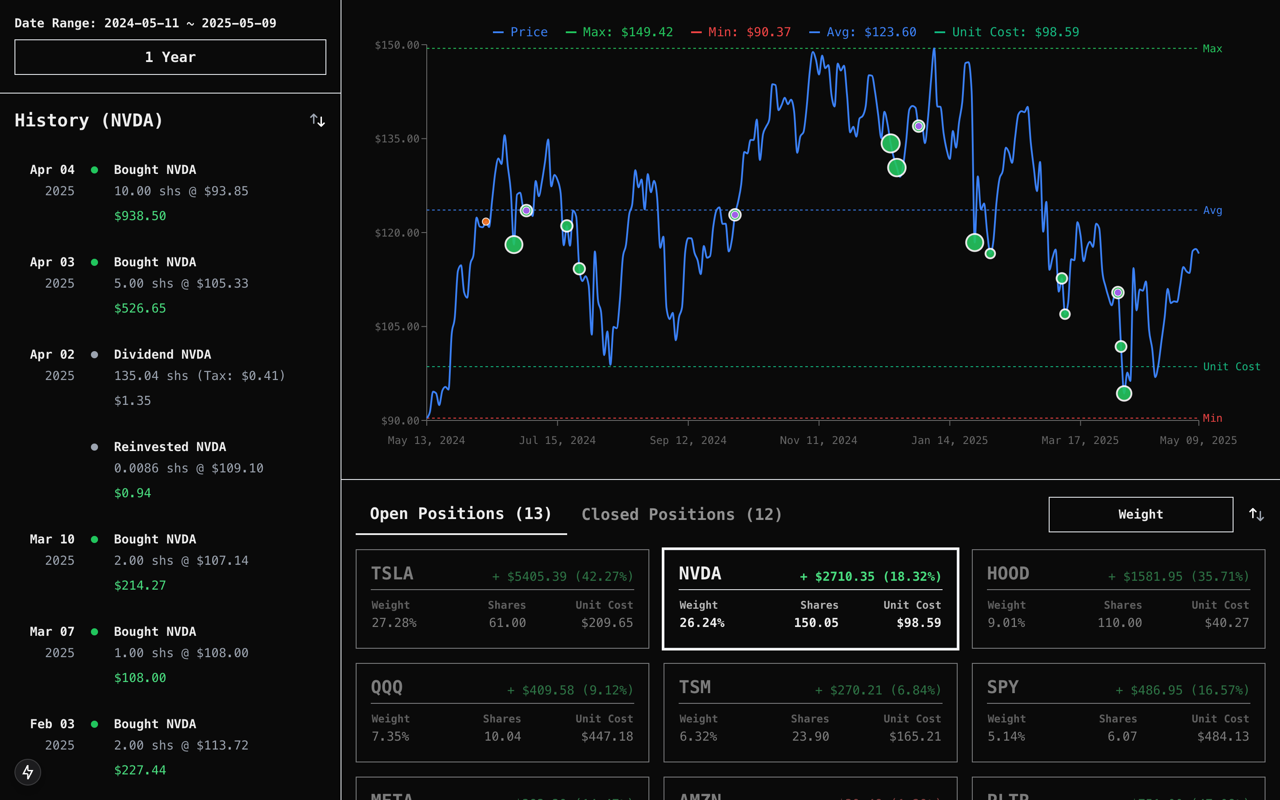 Date Range: 2024-05-11 ~ 2025-05-09
1 Year
History (NVDA)
Apr 04
2025
Bought NVDA
10.00 shs @ $93.85
$938.50
Apr 03
2025
Bought NVDA
5.00 shs @ $105.33
$526.65
Apr 02
2025
Dividend NVDA
135.04 shs (Tax: $0.41)
$1.35
Reinvested NVDA
0.0086 shs @ $109.10
$0.94
Mar 10
2025
Bought NVDA
2.00 shs @ $107.14
$214.27
Mar 07
2025
Bought NVDA
1.00 shs @ $108.00
$108.00
Feb 03
2025
Bought NVDA
2.00 shs @ $113.72
$227.44
Price Max: $149.42 Min: $90.37 Avg: $123.60 Unit Cost: $98.59
$150.00
$135.00
$120.00
$105.00
$90.00
Max
Avg
Unit Cost
Min
May 13, 2024 Jul 15, 2024 Sep 12, 2024 Nov 11, 2024 Jan 14, 2025 Mar 17, 2025 May 09, 2025
Open Positions (13) Closed Positions (12)
Weight
TSLA + $5405.39 (42.27%)
Weight Shares Unit Cost
27.28% 61.00 $209.65
NVDA + $2710.35 (18.32%)
Weight Shares Unit Cost
26.24% 150.05 $98.59
HOOD + $1581.95 (35.71%)
Weight Shares Unit Cost
9.01% 110.00 $40.27
QQQ + $409.58 (9.12%)
Weight Shares Unit Cost
7.35% 10.04 $447.18
TSM + $270.21 (6.84%)
Weight Shares Unit Cost
6.32% 23.90 $165.21
SPY + $486.95 (16.57%)
Weight Shares Unit Cost
5.14% 6.07 $484.13
META
AMZN
PLTR